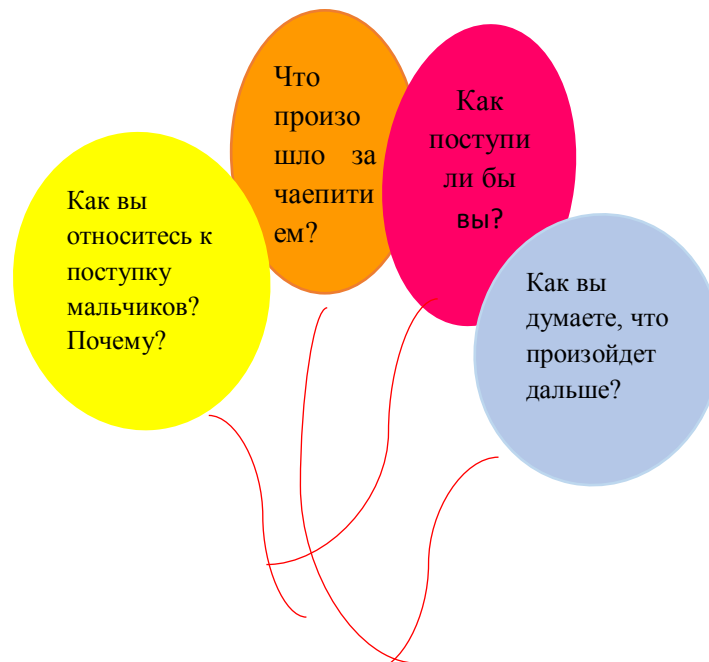 Как вы
относитесь к
поступку
мальчиков?
Почему?
Что
произо
шло за
чаепити
ем?
Как
поступи
ли бы
вы?
Как вы
думаете, что
произойдет
дальше?